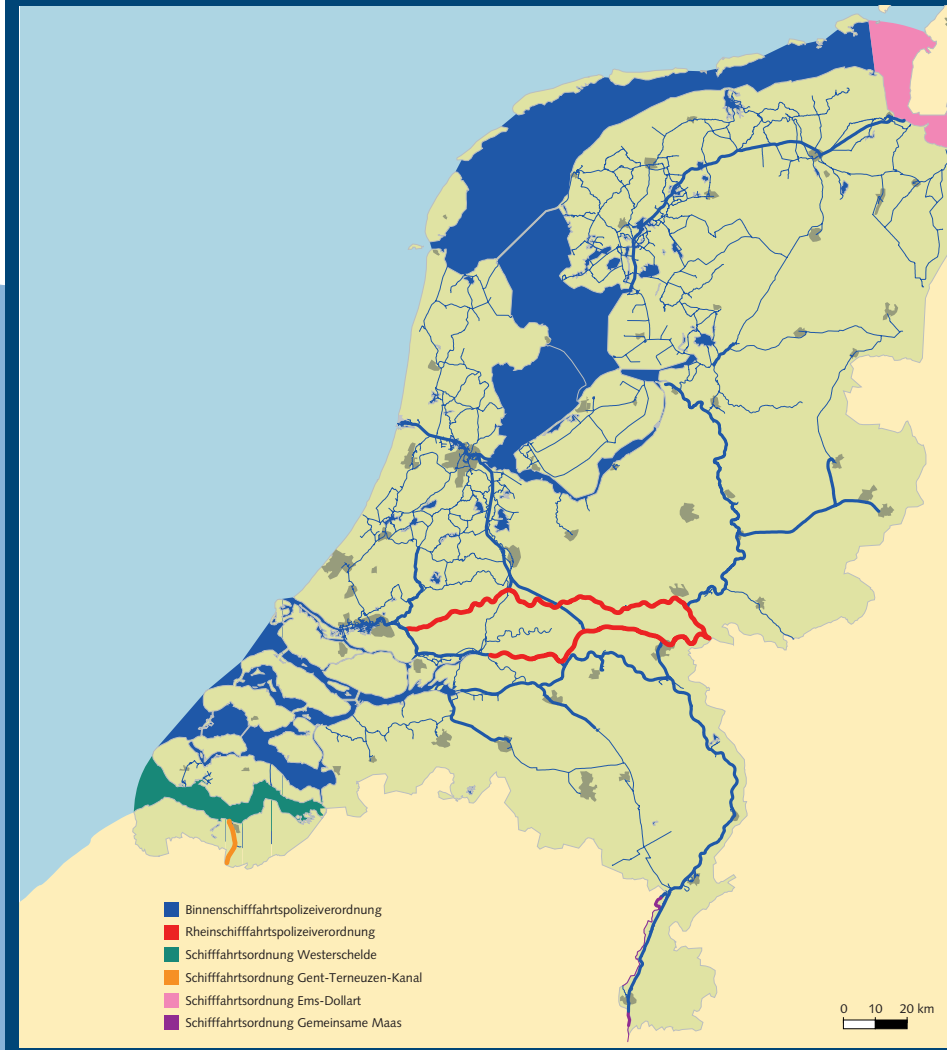 Binnenschifffahrtspolizeiverordnung
Rheinschifffahrtspolizeiverordnung
Schifffahrtsordnung Westerschelde
Schifffahrtsordnung Gent-Terneuzen-Kanal
Schifffahrtsordnung Ems-Dollart
Schifffahrtsordnung Gemeinsame Maas
0 10 20 km